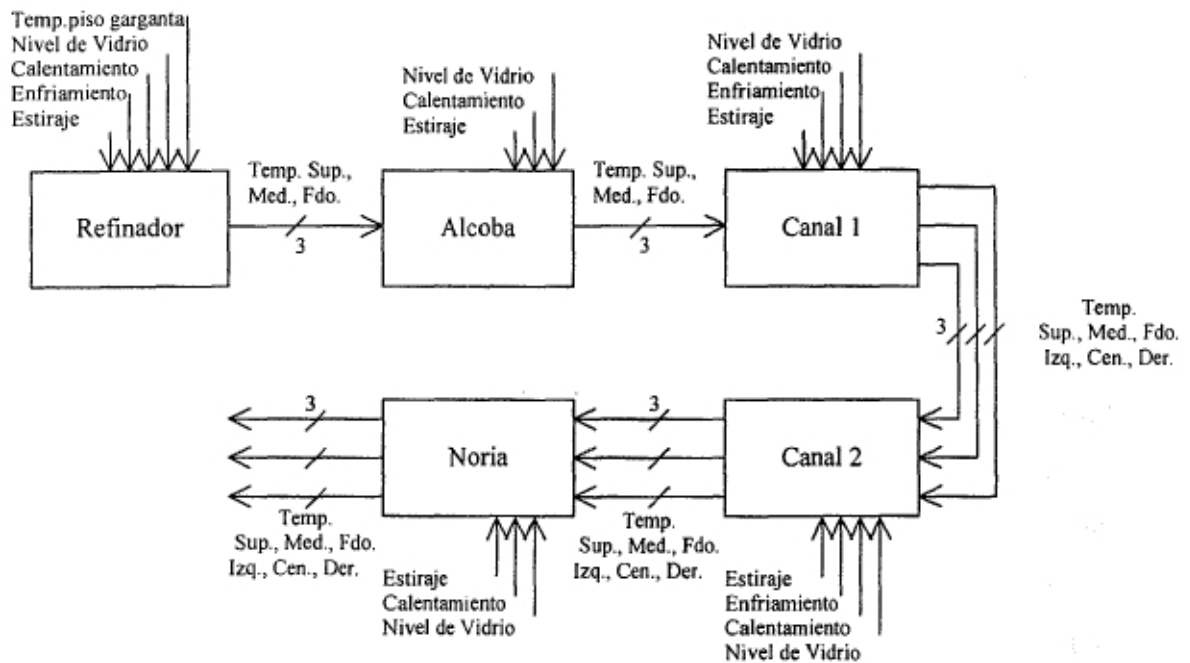 Temp.piso garganta
Nivel de Vidrio
Calentamiento
Enfriamiento
Estiraje
Nivel de Vidrio
Calentamiento
Estiraje
Nivel de Vidrio
Calentamiento
Enfriamiento
Estiraje
Refinador
Temp. Sup.,
Med., Fdo.
3
Alcoba
Temp. Sup.,
Med., Fdo.
3
Canal 1
3
Temp.
Sup., Med., Fdo.
Izq., Cen., Der.
3
Noria
3
Canal 2
Temp.
Sup., Med., Fdo.
Izq., Cen., Der.
Temp.
Sup., Med., Fdo.
Izq., Cen., Der.
Estiraje
Calentamiento
Nivel de Vidrio
Estiraje
Enfriamiento
Calentamiento
Nivel de Vidrio